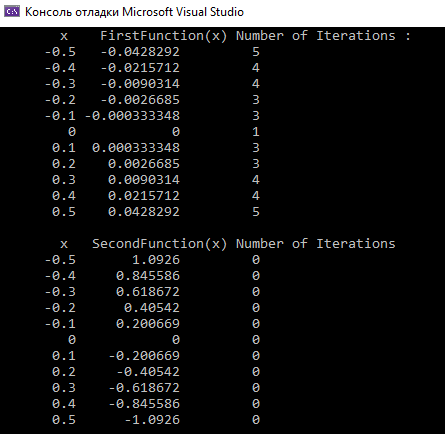 Консоль отладки Microsoft Visual Studio
x FirstFunction(x) Number of Iterations :
-0.5 -0.0428292 5
-0.4 -0.0215712 4
-0.3 -0.0090314 4
-0.2 -0.0026685 3
-0.1 -0.000333348 3
0 0 1
0.1 0.000333348 3
0.2 0.0026685 3
0.3 0.0090314 4
0.4 0.0215712 4
0.5 0.0428292 5
x SecondFunction(x) Number of Iterations
-0.5 1.0926 0
-0.4 0.845586 0
-0.3 0.618672 0
-0.2 0.40542 0
-0.1 0.200669 0
0 0 0
0.1 -0.200669 0
0.2 -0.40542 0
0.3 -0.618672 0
0.4 -0.845586 0
0.5 -1.0926 0